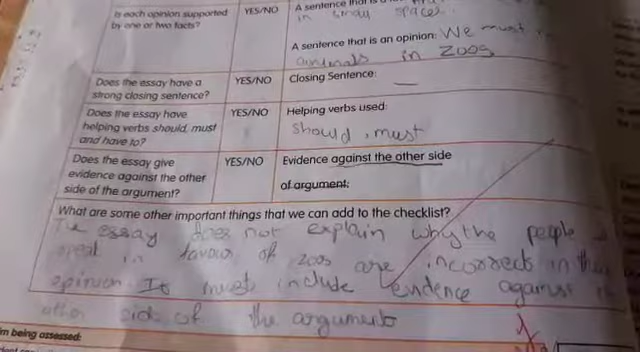 Is each opinion supported YES/NO A sentence that is a
by one or two facts? in small spaces
A sentence that is an opinion: We must
animals in zoos
Does the essay have a YES/NO Closing Sentence:
strong closing sentence?
Does the essay have YES/NO Helping verbs used:
helping verbs should, must should, must
and have to?
Does the essay give YES/NO Evidence against the other side
evidence against the other of argument:
side of the argument?
What are some other important things that we can add to the checklist?
The essay does not explain why the people
in favour of zoos are incorrect in their
opinion. It must include evidence against the
other side of the argument
m being assessed: